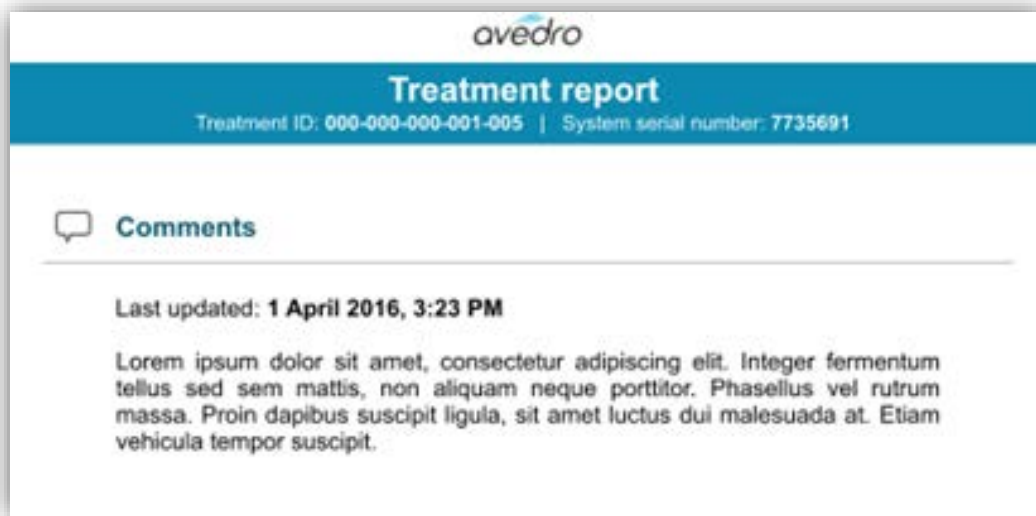 avedro
Treatment report
Treatment ID: 000-000-000-001-005 | System serial number: 7735691
Comments
Last updated: 1 April 2016, 3:23 PM
Lorem ipsum dolor sit amet, consectetur adipiscing elit. Integer fermentum
tellus sed sem mattis, non aliquam neque porttitor. Phasellus vel rutrum
massa. Proin dapibus suscipit ligula, sit amet luctus dui malesuada at. Etiam
vehicula tempor suscipit.